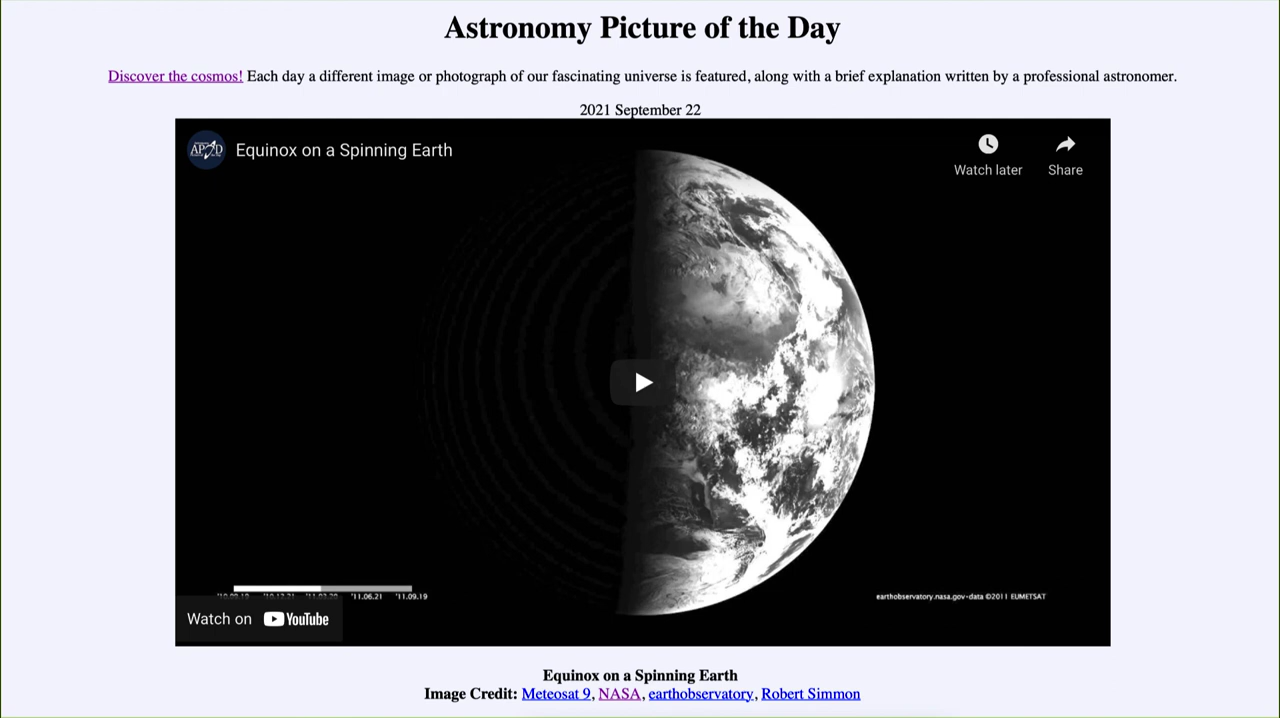 Astronomy Picture of the Day
Discover the cosmos! Each day a different image or photograph of our fascinating universe is featured, along with a brief explanation written by a professional astronomer.
2021 September 22
APOD
Equinox on a Spinning Earth
Watch later
Share
'11.06.21 '11.09.19
earthobservatory.nasa.gov-data ©2011 EUMETSAT
Watch on YouTube
Equinox on a Spinning Earth
Image Credit: Meteosat 9, NASA, earthobservatory, Robert Simmon